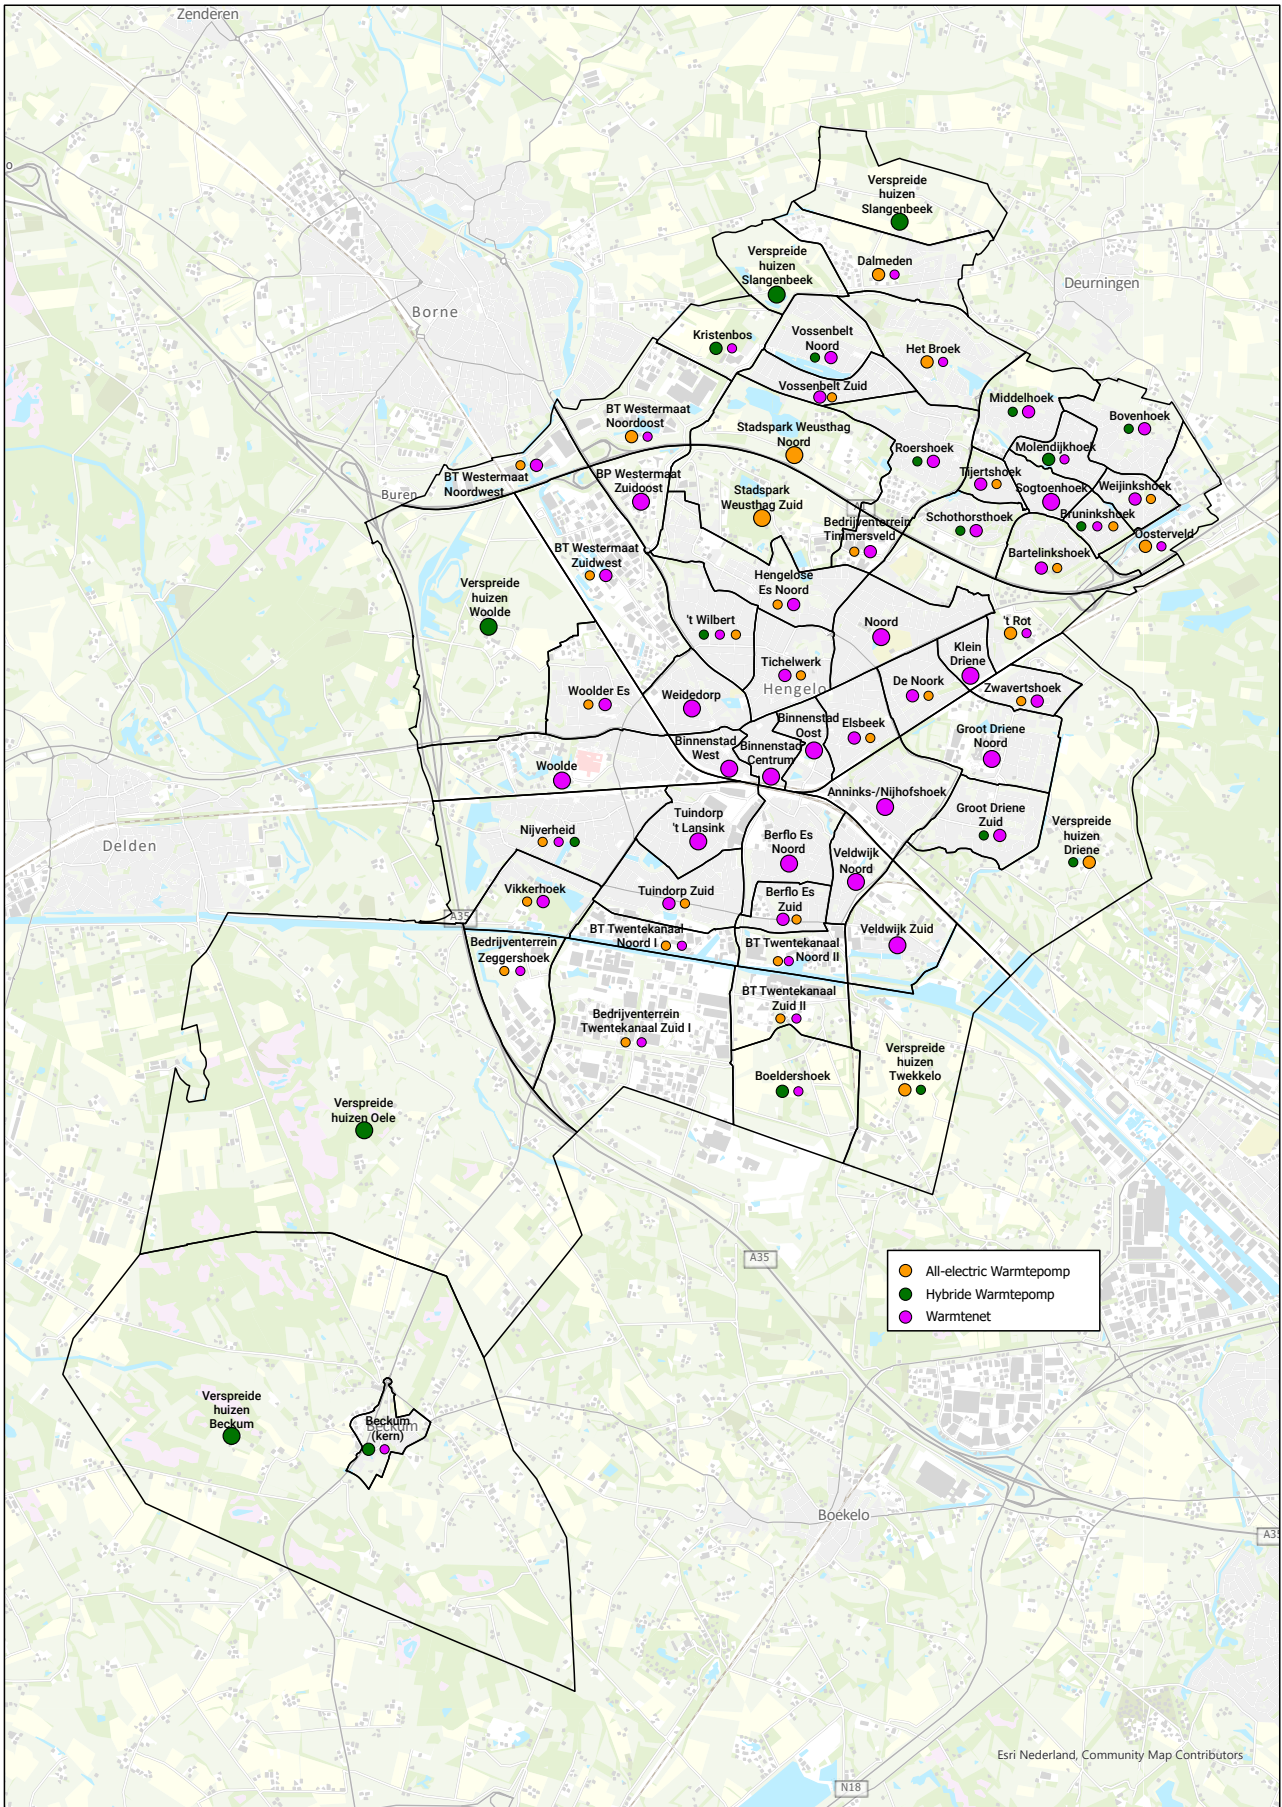 Zenderen
Verspreide
huizen
Slangenbeek
Verspreide
huizen
Slangenbeek
Dalmeden
Deurningen
Borne
Kristenbos
Vossenbelt
Noord
Het Broek
Vossenbelt Zuid
Middelhoek
Bovenhoek
BT Westermaat
Noordoost
Stadspark Weusthag
Noord
Roershoek
Molendijkhoek
BT Westermaat
Noordwest
Buren
BP Westermaat
Zuidoost
Stadspark
Weusthag Zuid
Tijertshoek
Sogtoenhoek
Weijinkshoek
Bedrijventerrein
Timmersveld
Schothorsthoek
Bruninkshoek
Oosterveld
Bartelinkshoek
BT Westermaat
Zuidwest
Verspreide
huizen
Woolde
Hengelose
Es Noord
't Wilbert
Noord
't Rot
Klein
Driene
Tichelwerk
Hengelo
De Noork
Zwavertshoek
Woolder Es
Weidedorp
Binnenstad
Oost
Elsbeek
Groot Driene
Noord
Binnenstad
West
Binnenstad
Centrum
Woolde
Anninks-/Nijhofshoek
Tuindorp
't Lansink
Groot Driene
Zuid
Verspreide
huizen
Driene
Nijverheid
Berflo Es
Noord
Veldwijk
Noord
Delden
Vikkerhoek
Tuindorp Zuid
Berflo Es
Zuid
A35
BT Twentekanaal
Noord I
Veldwijk Zuid
Bedrijventerrein
Zeggershoek
BT Twentekanaal
Noord II
BT Twentekanaal
Zuid II
Bedrijventerrein
Twentekanaal Zuid I
Verspreide
huizen
Twekkelo
Boeldershoek
Verspreide
huizen Oele
A35
All-electric Warmtepomp
Hybride Warmtepomp
Warmtenet
Verspreide
huizen
Beckum
Beckum
(kern)
Beckum
Boekelo
A35
Esri Nederland, Community Map Contributors
N18